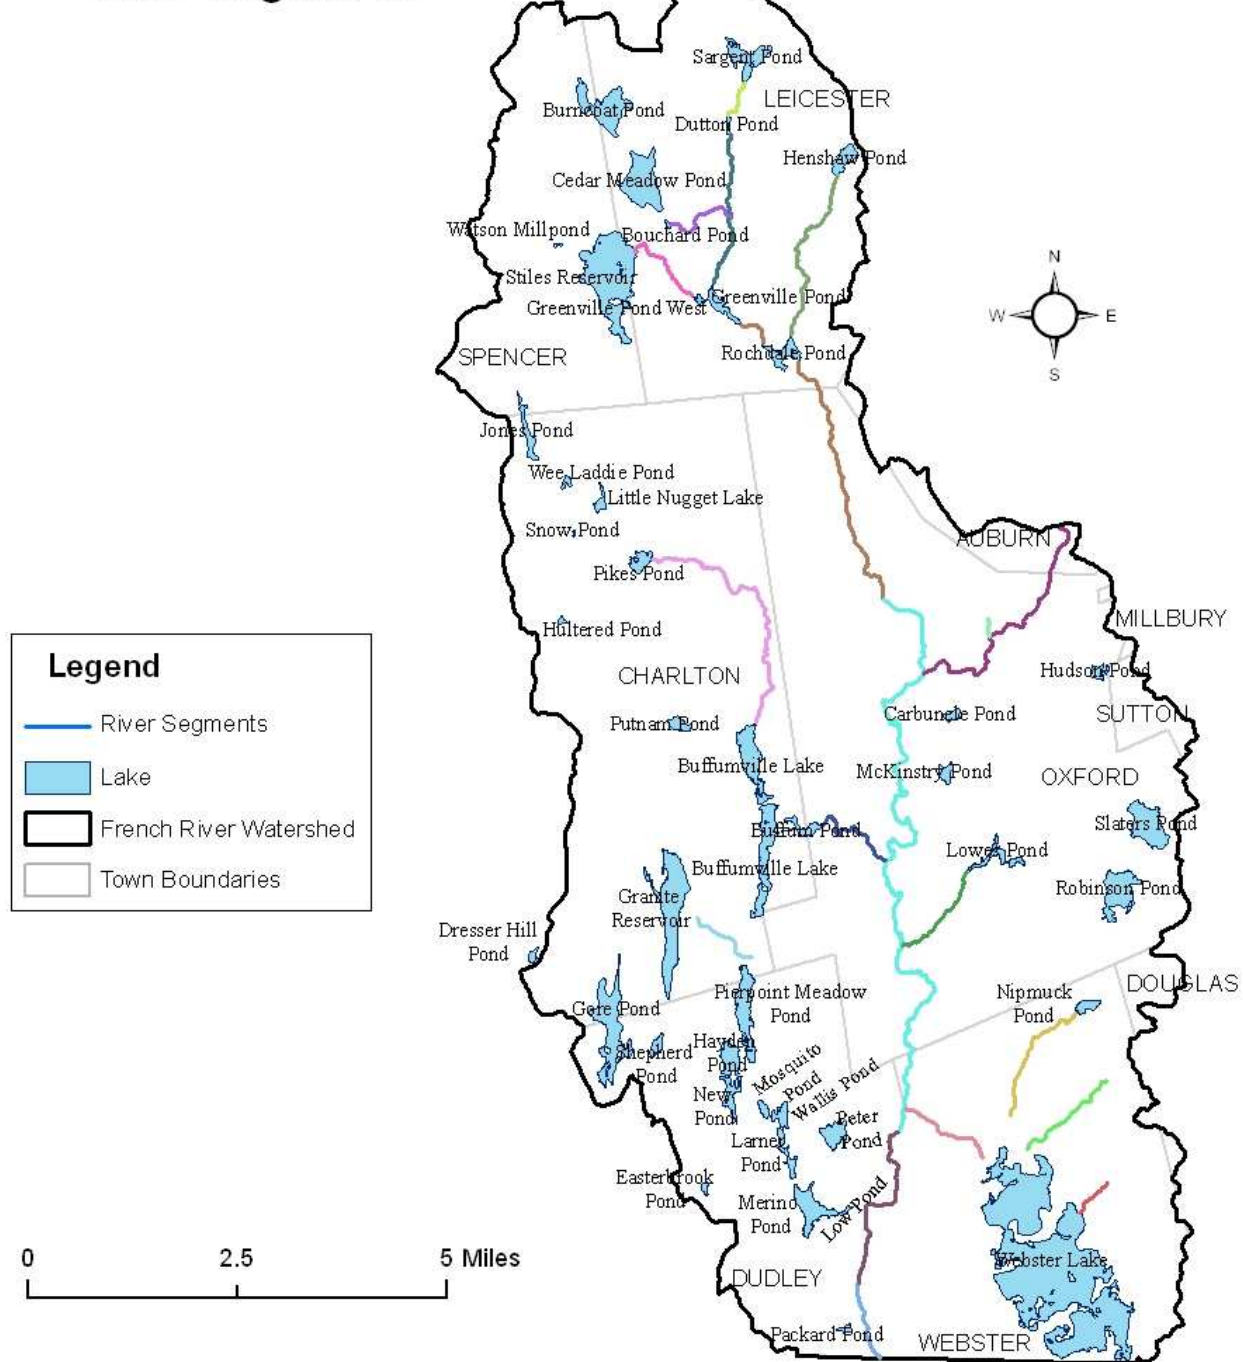 Sargent Pond
LEICESTER
Burncoat Pond
Dutton Pond
Henshaw Pond
Cedar Meadow Pond
Watson Millpond
Bouchard Pond
Stiles Reservoir
Greenville Pond West
Greenville Pond
Rochdale Pond
SPENCER
N
W
E
S
Jones Pond
Wee Laddie Pond
Little Nugget Lake
Snow Pond
AUBURN
Pikes Pond
Hultered Pond
MILLBURY
CHARLTON
Hudson Pond
Putnam Pond
Carbuncle Pond
SUTTON
Buffumville Lake
McKinstry Pond
OXFORD
Buffum Pond
Slaters Pond
Lowes Pond
Buffumville Lake
Robinson Pond
Granite
Reservoir
Dresser Hill
Pond
DOUGLAS
Gore Pond
Pierpoint Meadow
Pond
Nipmuck
Pond
Shepherd
Pond
Hayden
Pond
Mosquito
Pond
Wallis Pond
New
Pond
Peter
Pond
Larner
Pond
Easterbrook
Pond
Merino
Pond
Low Pond
Webster Lake
DUDLEY
Packard Pond
WEBSTER
Legend
River Segments
Lake
French River Watershed
Town Boundaries
0 2.5 5 Miles